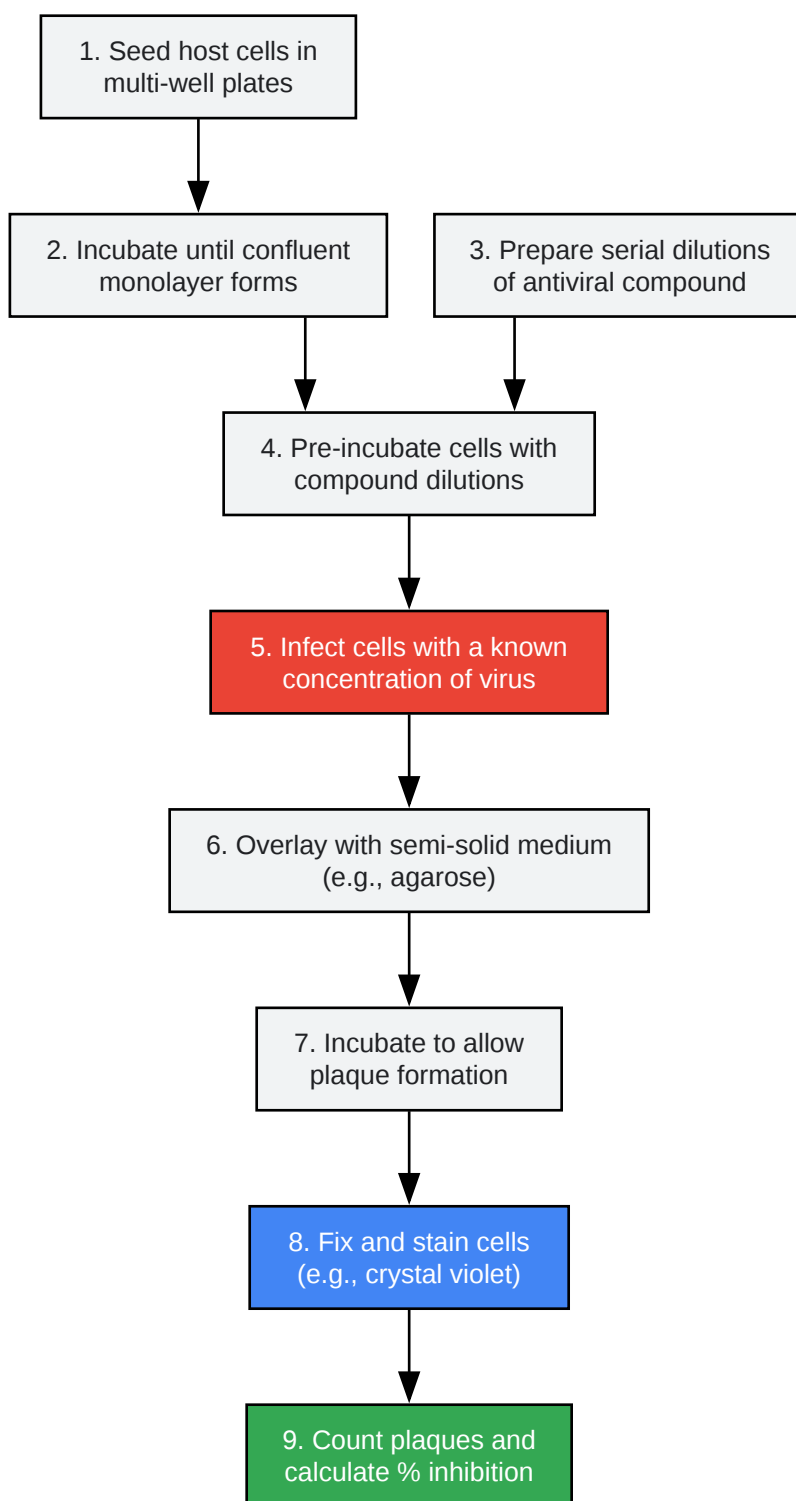 1. Seed host cells in
multi-well plates
2. Incubate until confluent
monolayer forms
3. Prepare serial dilutions
of antiviral compound
4. Pre-incubate cells with
compound dilutions
5. Infect cells with a known
concentration of virus
6. Overlay with semi-solid medium
(e.g., agarose)
7. Incubate to allow
plaque formation
8. Fix and stain cells
(e.g., crystal violet)
9. Count plaques and
calculate % inhibition